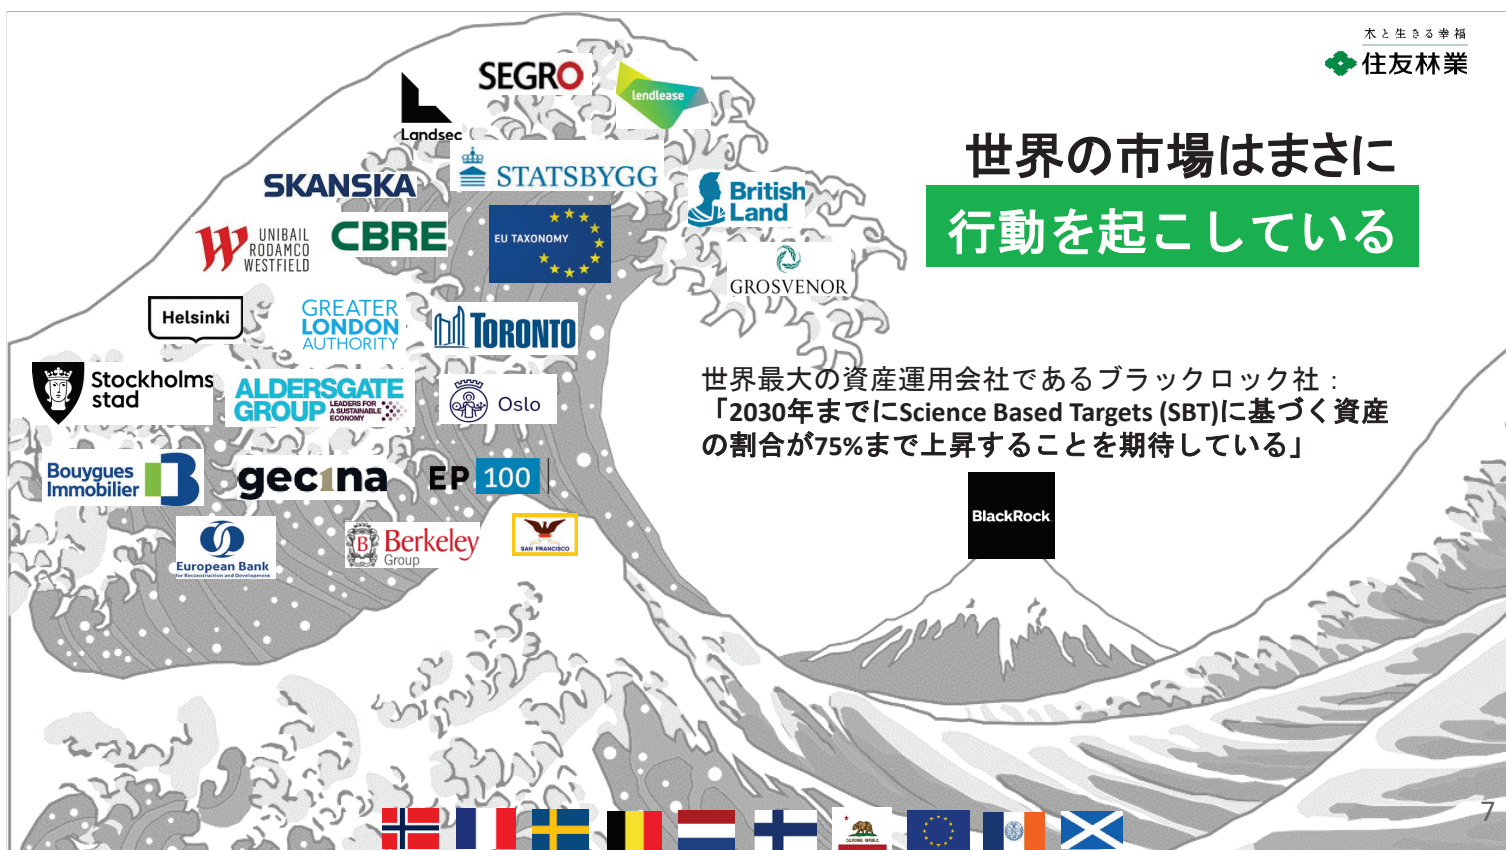 木と生きる幸福
住友林業
SEGRO
lendlease
Landsec
世界の市場はまさに
行動を起こしている
STATSBYGG
SKANSKA
British
Land
UNIBAIL
RODAMCO
WESTFIELD
CBRE
EU TAXONOMY
GROSVENOR
Helsinki
GREATER
LONDON
AUTHORITY
TORONTO
Stockholms
stad
ALDERSGATE
GROUP
LEADERS FOR
A SUSTAINABLE
ECONOMY
Oslo
世界最大の資産運用会社であるブラックロック社：
「2030年までにScience Based Targets (SBT)に基づく資産
の割合が75%まで上昇することを期待している」
Bouygues
Immobilier
gec1na
EP 100
BlackRock
European Bank
for Reconstruction and Development
B
Berkeley
Group
SAN FRANCISCO
CALIFORNIA REPUBLIC
7